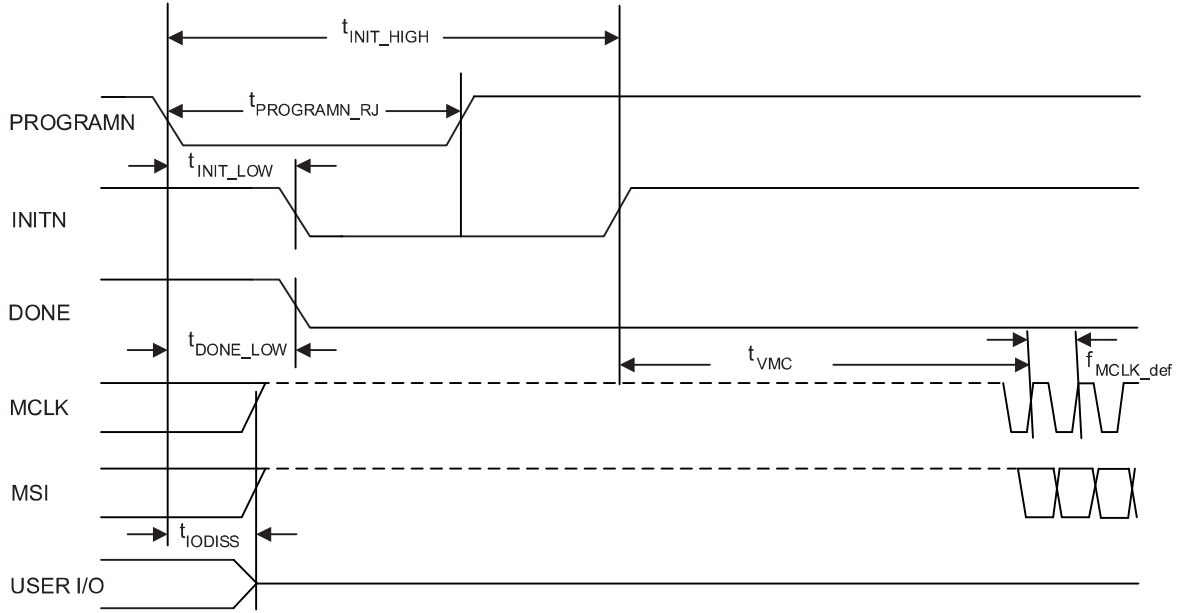 tINIT_HIGH
PROGRAMN
tPROGRAMN_RJ
tINIT_LOW
INITN
DONE
tDONE_LOW
tVMC
fMCLK_def
MCLK
MSI
tIODISS
USER I/O